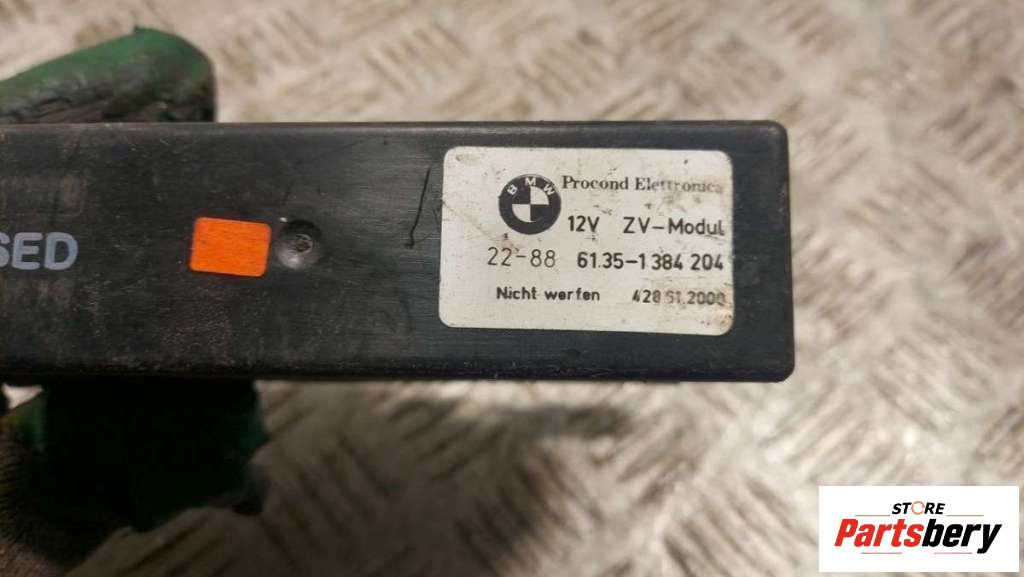 SED
BMW
Procond Elettronica
12V ZV-Modul
22-88 61.35-1 384 204
Nicht werfen 428 51.2000
STORE
Partsbery